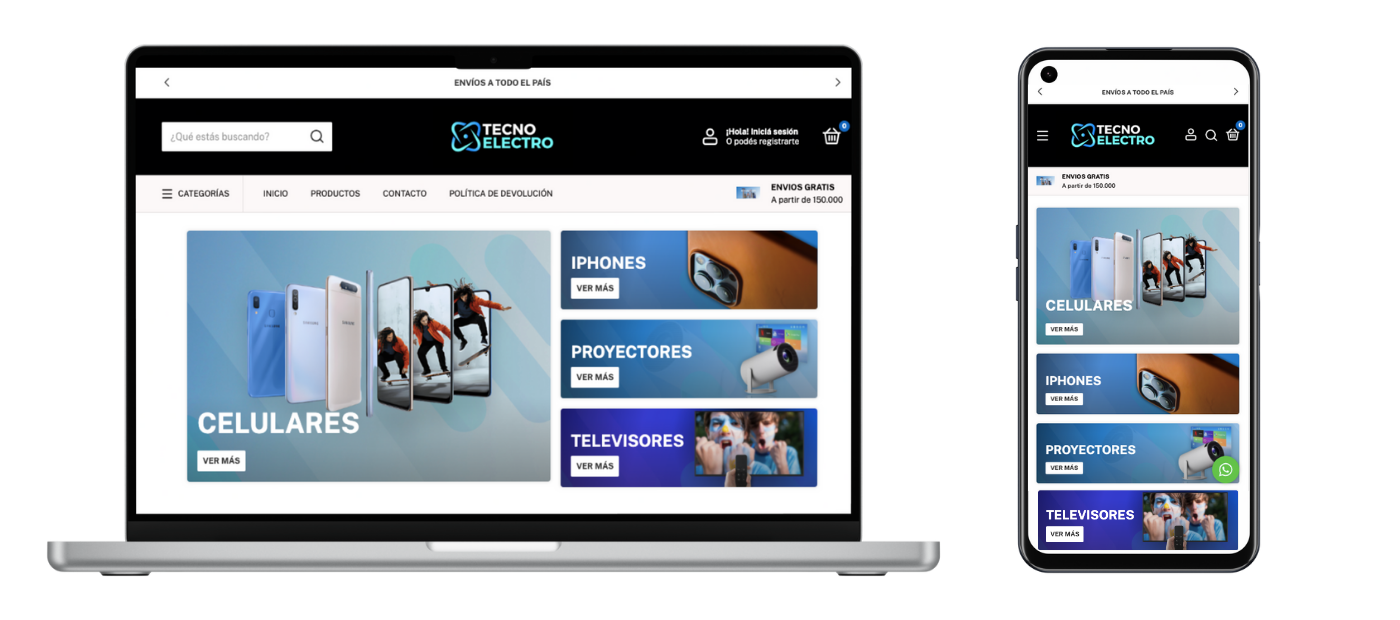 ENVÍOS A TODO EL PAÍS
¿Qué estás buscando?
TECNO
ELECTRO
¡Hola! Iniciá sesión
O podés registrarte
0
CATEGORÍAS
INICIO
PRODUCTOS
CONTACTO
POLÍTICA DE DEVOLUCIÓN
ENVIOS GRATIS
A partir de 150.000
CELULARES
VER MÁS
IPHONES
VER MÁS
PROYECTORES
VER MÁS
TELEVISORES
VER MÁS
ENVÍOS A TODO EL PAÍS
TECNO
ELECTRO
0
ENVIOS GRATIS
A partir de 150.000
CELULARES
VER MÁS
IPHONES
VER MÁS
PROYECTORES
VER MÁS
TELEVISORES
VER MÁS